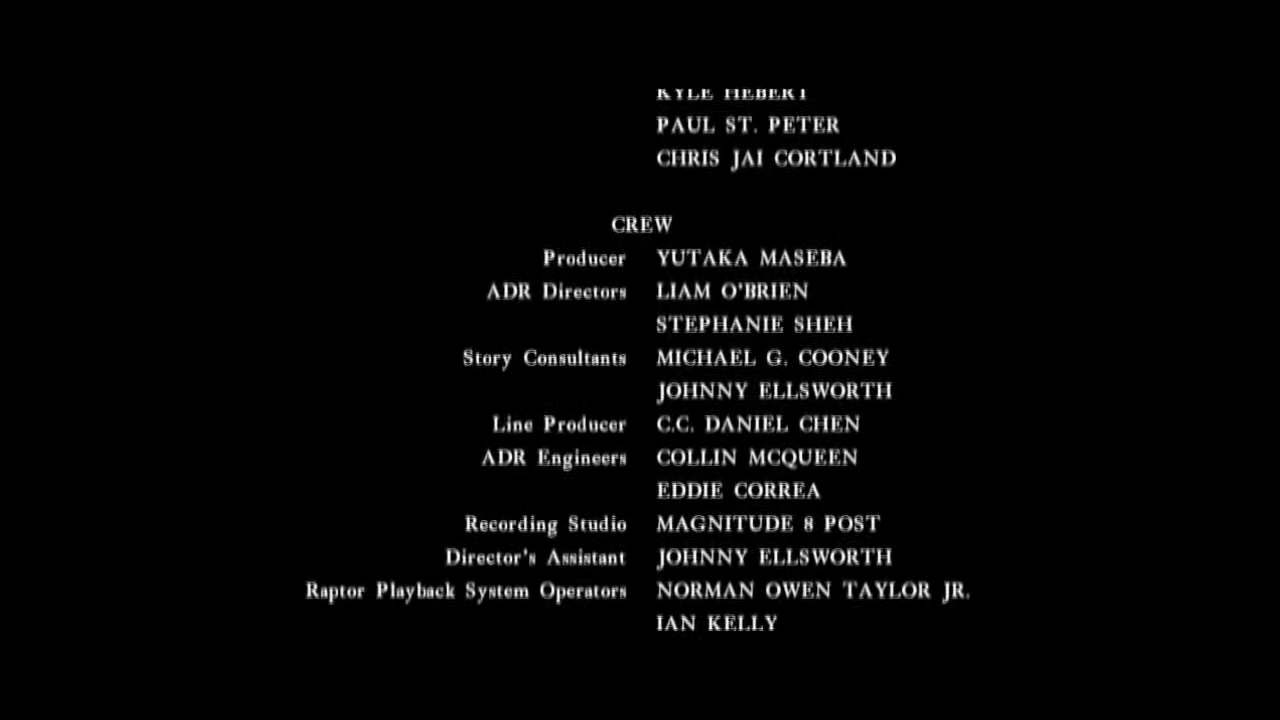 KYLE HEBERT
PAUL ST. PETER
CHRIS JAI CORTLAND
CREW
Producer YUTAKA MASEBA
ADR Directors LIAM O'BRIEN
STEPHANIE SHEH
Story Consultants MICHAEL G. COONEY
JOHNNY ELLSWORTH
Line Producer C.C. DANIEL CHEN
ADR Engineers COLLIN MCQUEEN
EDDIE CORREA
Recording Studio MAGNITUDE 8 POST
Director's Assistant JOHNNY ELLSWORTH
Raptor Playback System Operators NORMAN OWEN TAYLOR JR.
IAN KELLY